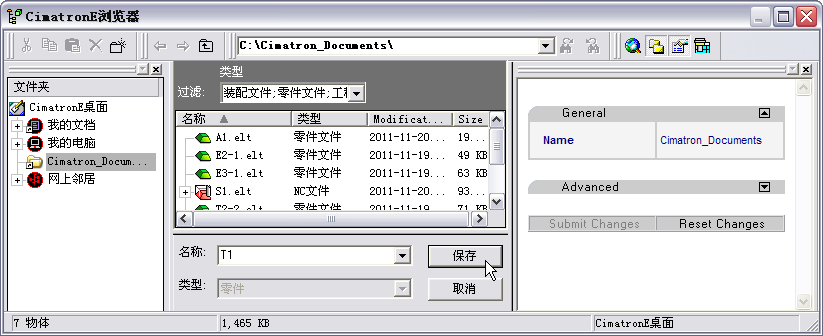 CimatronE浏览器
C:\Cimatron_Documents\
文件夹
CimatronE桌面
我的文档
我的电脑
Cimatron_Docum...
网上邻居
类型
过滤: 装配文件;零件文件;工程
名称 类型 Modificat... Size
A1.elt 零件文件 2011-11-20... 19...
E2-1.elt 零件文件 2011-11-19... 49 KB
E3-1.elt 零件文件 2011-11-19... 63 KB
S1.elt NC文件 2011-11-20... 93...
T2-2.elt 零件文件 2011-11-19... 71 KB
名称: T1 保存
类型: 零件 取消
General
Name Cimatron_Documents
Advanced
Submit Changes Reset Changes
7 物体 1,465 KB CimatronE桌面